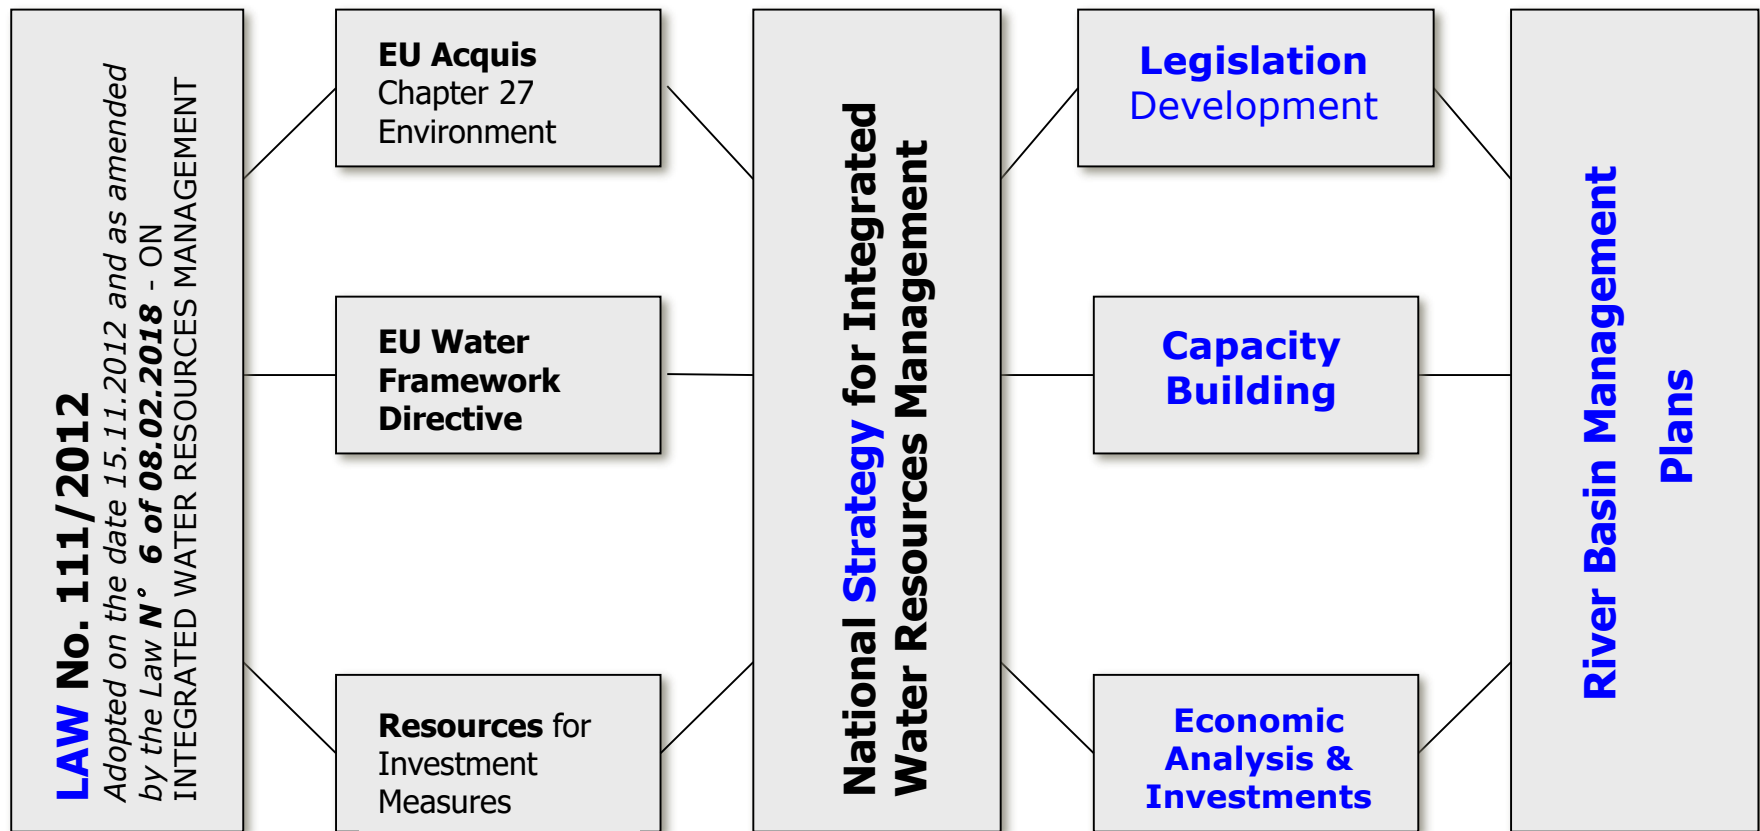 LAW No. 111/2012
Adopted on the date 15.11.2012 and as amended
by the Law N° 6 of 08.02.2018 - ON
INTEGRATED WATER RESOURCES MANAGEMENT
EU Acquis
Chapter 27
Environment
EU Water
Framework
Directive
Resources for
Investment
Measures
National Strategy for Integrated
Water Resources Management
Legislation
Development
Capacity
Building
Economic
Analysis &
Investments
River Basin Management
Plans